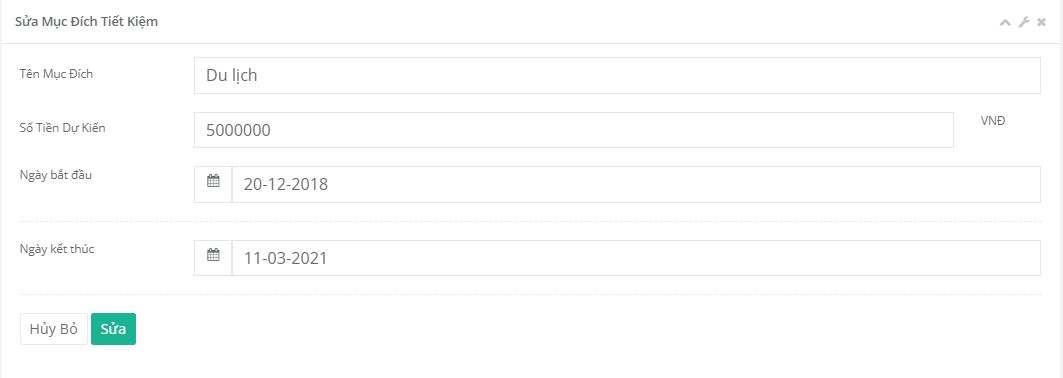 Sửa Mục Đích Tiết Kiệm
Tên Mục Đích
Du lịch
Số Tiền Dự Kiến
5000000
VNĐ
Ngày bắt đầu
20-12-2018
Ngày kết thúc
11-03-2021
Hủy Bỏ Sửa